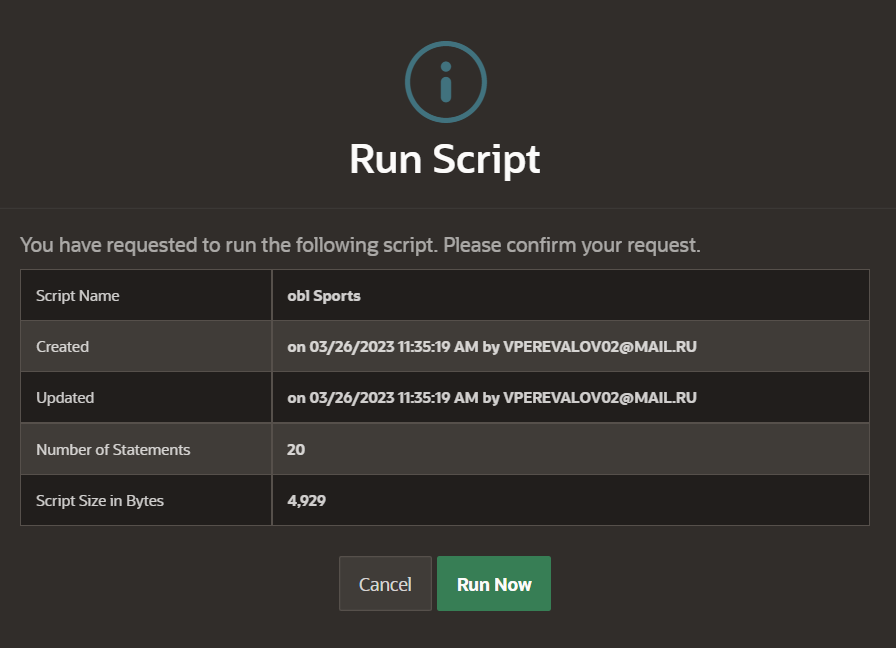 Run Script
You have requested to run the following script. Please confirm your request.
Script Name obl Sports
Created on 03/26/2023 11:35:19 AM by VPEREVALOV02@MAIL.RU
Updated on 03/26/2023 11:35:19 AM by VPEREVALOV02@MAIL.RU
Number of Statements 20
Script Size in Bytes 4,929
Cancel Run Now